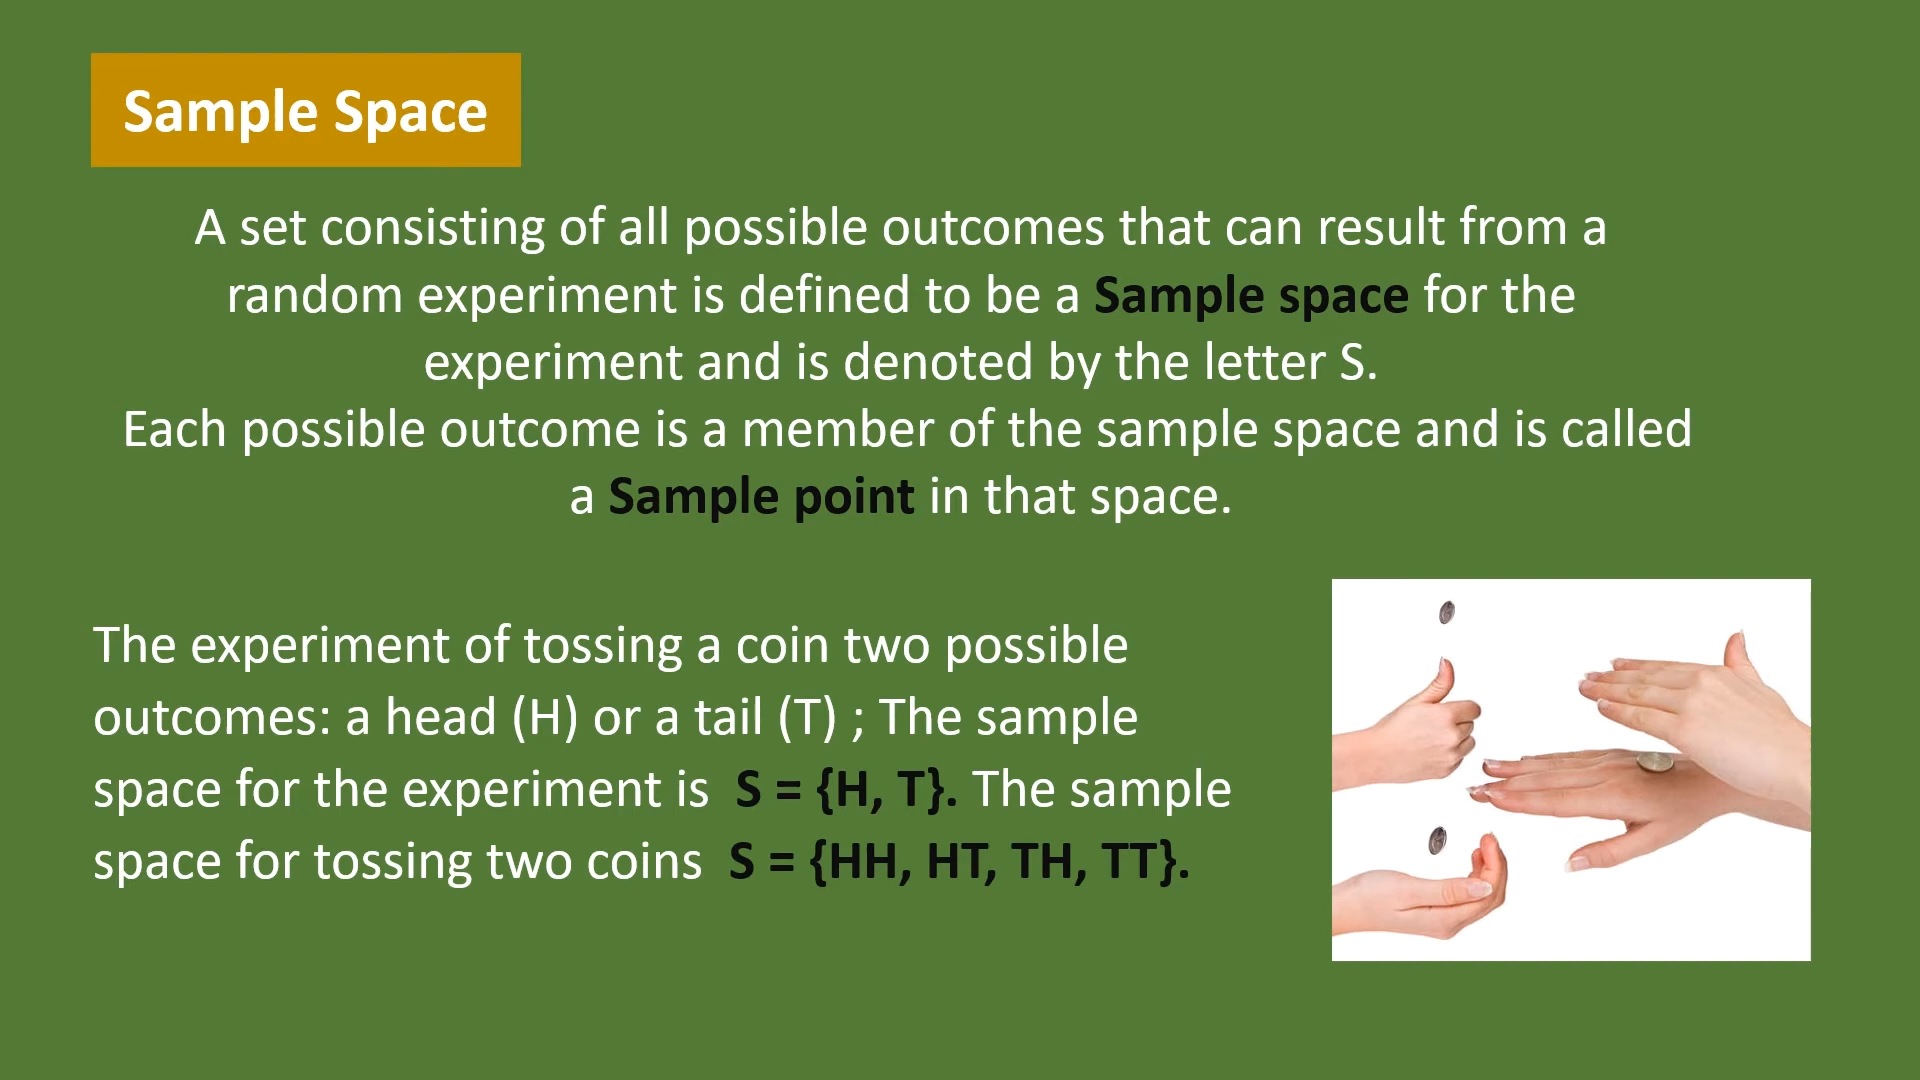 Sample Space
A set consisting of all possible outcomes that can result from a
random experiment is defined to be a Sample space for the
experiment and is denoted by the letter S.
Each possible outcome is a member of the sample space and is called
a Sample point in that space.
The experiment of tossing a coin two possible
outcomes: a head (H) or a tail (T) ; The sample
space for the experiment is S = {H, T}. The sample
space for tossing two coins S = {HH, HT, TH, TT}.